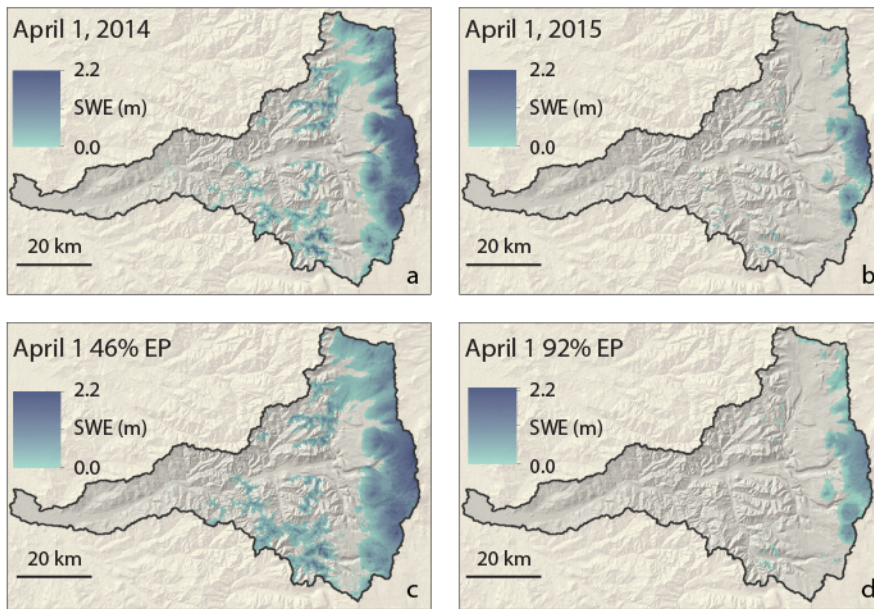 April 1, 2014
2.2
SWE (m)
0.0
20 km
a
April 1, 2015
2.2
SWE (m)
0.0
20 km
b
April 1 46% EP
2.2
SWE (m)
0.0
20 km
c
April 1 92% EP
2.2
SWE (m)
0.0
20 km
d